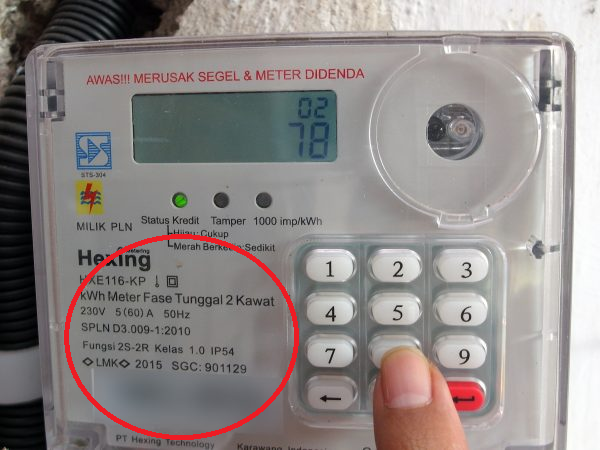 AWAS!!! MERUSAK SEGEL & METER DIDENDA
02
78
STS-304
MILIK PLN
Status Kredit Tamper 1000 imp/kWh
Hijau: Cukup
Merah Berkedip: Sedikit
Hexing
HXE116-KP
kWh Meter Fase Tunggal 2 Kawat
230V 5(60)A 50Hz
SPLN D3.009-1:2010
Fungsi 2S-2R Kelas 1.0 IP54
LMK 2015 SGC: 901129
PT Hexing Technology
Karawang
1 2 3
4 5
7 9
← ↵